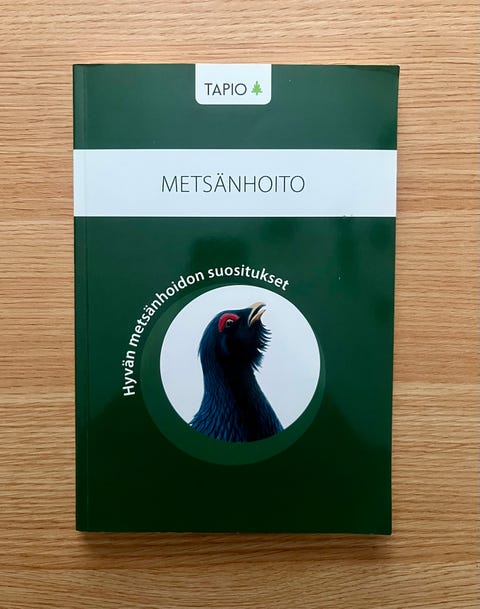 TAPIO
METSÄNHOITO
Hyvän metsänhoidon suositukset